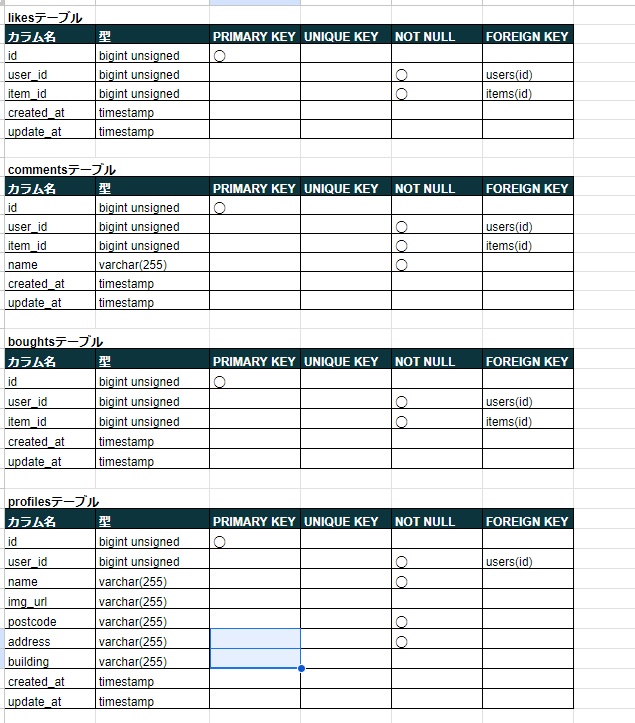 likesテーブル
カラム名 型 PRIMARY KEY UNIQUE KEY NOT NULL FOREIGN KEY
id bigint unsigned ○
user_id bigint unsigned ○ users(id)
item_id bigint unsigned ○ items(id)
created_at timestamp
update_at timestamp
commentsテーブル
カラム名 型 PRIMARY KEY UNIQUE KEY NOT NULL FOREIGN KEY
id bigint unsigned ○
user_id bigint unsigned ○ users(id)
item_id bigint unsigned ○ items(id)
name varchar(255) ○
created_at timestamp
update_at timestamp
boughtsテーブル
カラム名 型 PRIMARY KEY UNIQUE KEY NOT NULL FOREIGN KEY
id bigint unsigned ○
user_id bigint unsigned ○ users(id)
item_id bigint unsigned ○ items(id)
created_at timestamp
update_at timestamp
profilesテーブル
カラム名 型 PRIMARY KEY UNIQUE KEY NOT NULL FOREIGN KEY
id bigint unsigned ○
user_id bigint unsigned ○ users(id)
name varchar(255) ○
img_url varchar(255)
postcode varchar(255) ○
address varchar(255) ○
building varchar(255)
created_at timestamp
update_at timestamp